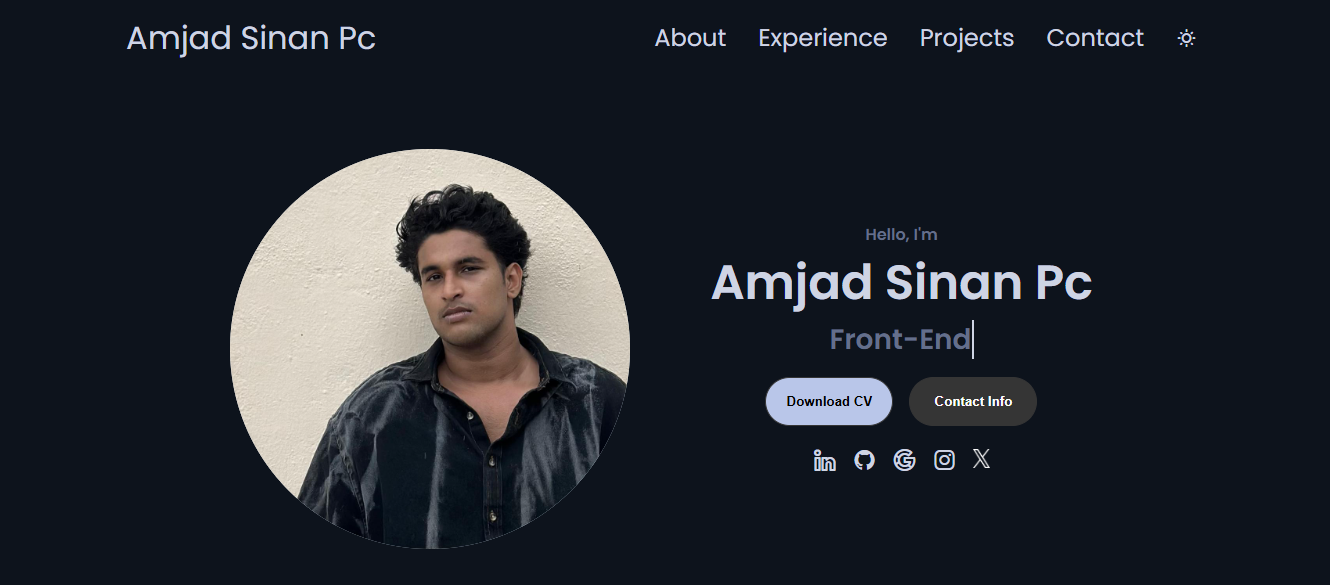 Amjad Sinan Pc
About Experience Projects Contact
Hello, I'm
Amjad Sinan Pc
Front-End
Download CV
Contact Info